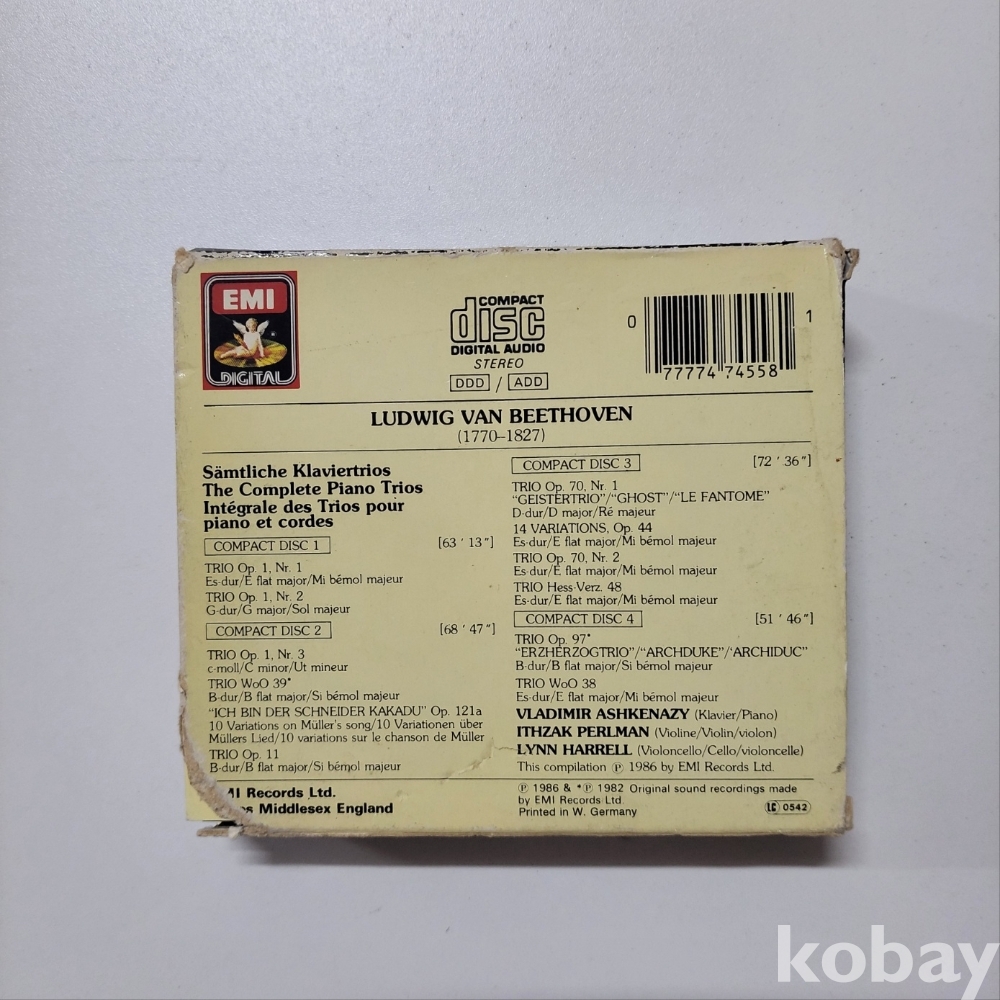 EMI
DIGITAL
COMPACT
disc
DIGITAL AUDIO
STEREO
DDD / ADD
0 77774 74558 1
LUDWIG VAN BEETHOVEN
(1770–1827)
Sämtliche Klaviertrios
The Complete Piano Trios
Intégrale des Trios pour
piano et cordes
COMPACT DISC 1 [63 ' 13 "]
TRIO Op. 1, Nr. 1
Es-dur/E flat major/Mi bémol majeur
TRIO Op. 1, Nr. 2
G-dur/G major/Sol majeur
COMPACT DISC 2 [68 ' 47 "]
TRIO Op. 1, Nr. 3
c-moll/C minor/Ut mineur
TRIO WoO 39*
B-dur/B flat major/Si bémol majeur
"ICH BIN DER SCHNEIDER KAKADU" Op. 121a
10 Variations on Müller's song/10 Variationen über
Müllers Lied/10 variations sur le chanson de Müller
TRIO Op. 11
B-dur/B flat major/Si bémol majeur
MI Records Ltd.
es Middlesex England
COMPACT DISC 3 [72 ' 36 "]
TRIO Op. 70, Nr. 1
"GEISTERTRIO"/"GHOST"/"LE FANTOME"
D-dur/D major/Ré majeur
14 VARIATIONS, Op. 44
Es-dur/E flat major/Mi bémol majeur
TRIO Op. 70, Nr. 2
Es-dur/E flat major/Mi bémol majeur
TRIO Hess-Verz. 48
Es-dur/E flat major/Mi bémol majeur
COMPACT DISC 4 [51 ' 46 "]
TRIO Op. 97*
"ERZHERZOGTRIO"/"ARCHDUKE"/"ARCHIDUC"
B-dur/B flat major/Si bémol majeur
TRIO WoO 38
Es-dur/E flat major/Mi bémol majeur
VLADIMIR ASHKENAZY (Klavier/Piano)
ITHZAK PERLMAN (Violine/Violin/violon)
LYNN HARRELL (Violoncello/Cello/violoncelle)
This compilation ℗ 1986 by EMI Records Ltd.
℗ 1986 & *℗ 1982 Original sound recordings made
by EMI Records Ltd.
Printed in W. Germany
LC 0542
kobay